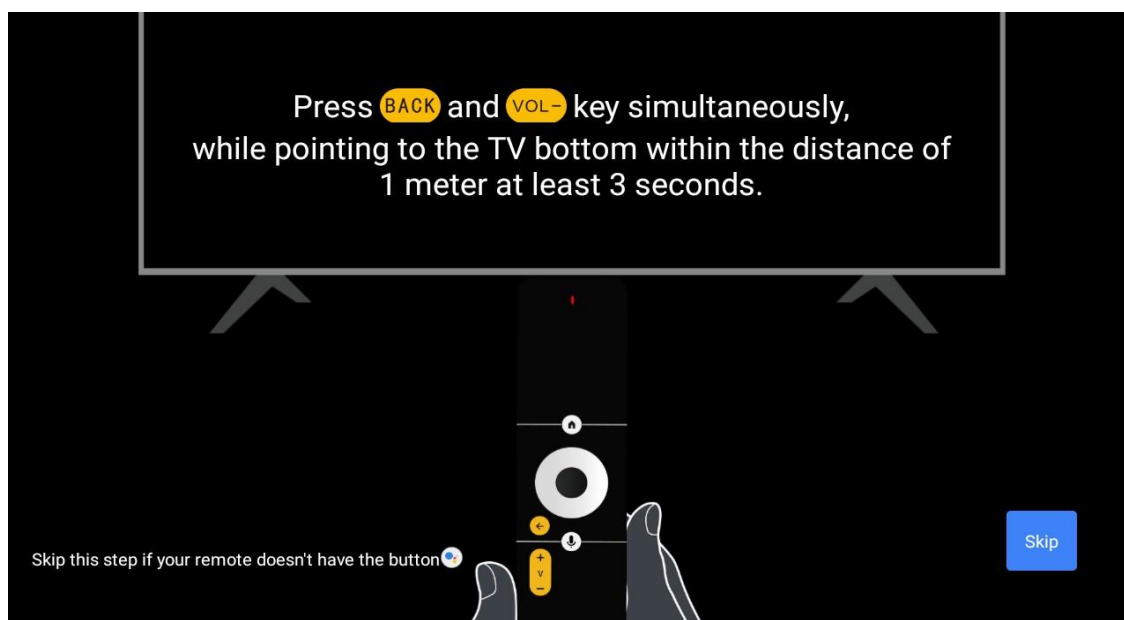 Press BACK and VOL- key simultaneously,
while pointing to the TV bottom within the distance of
1 meter at least 3 seconds.
+
V
-
Skip this step if your remote doesn't have the button
Skip